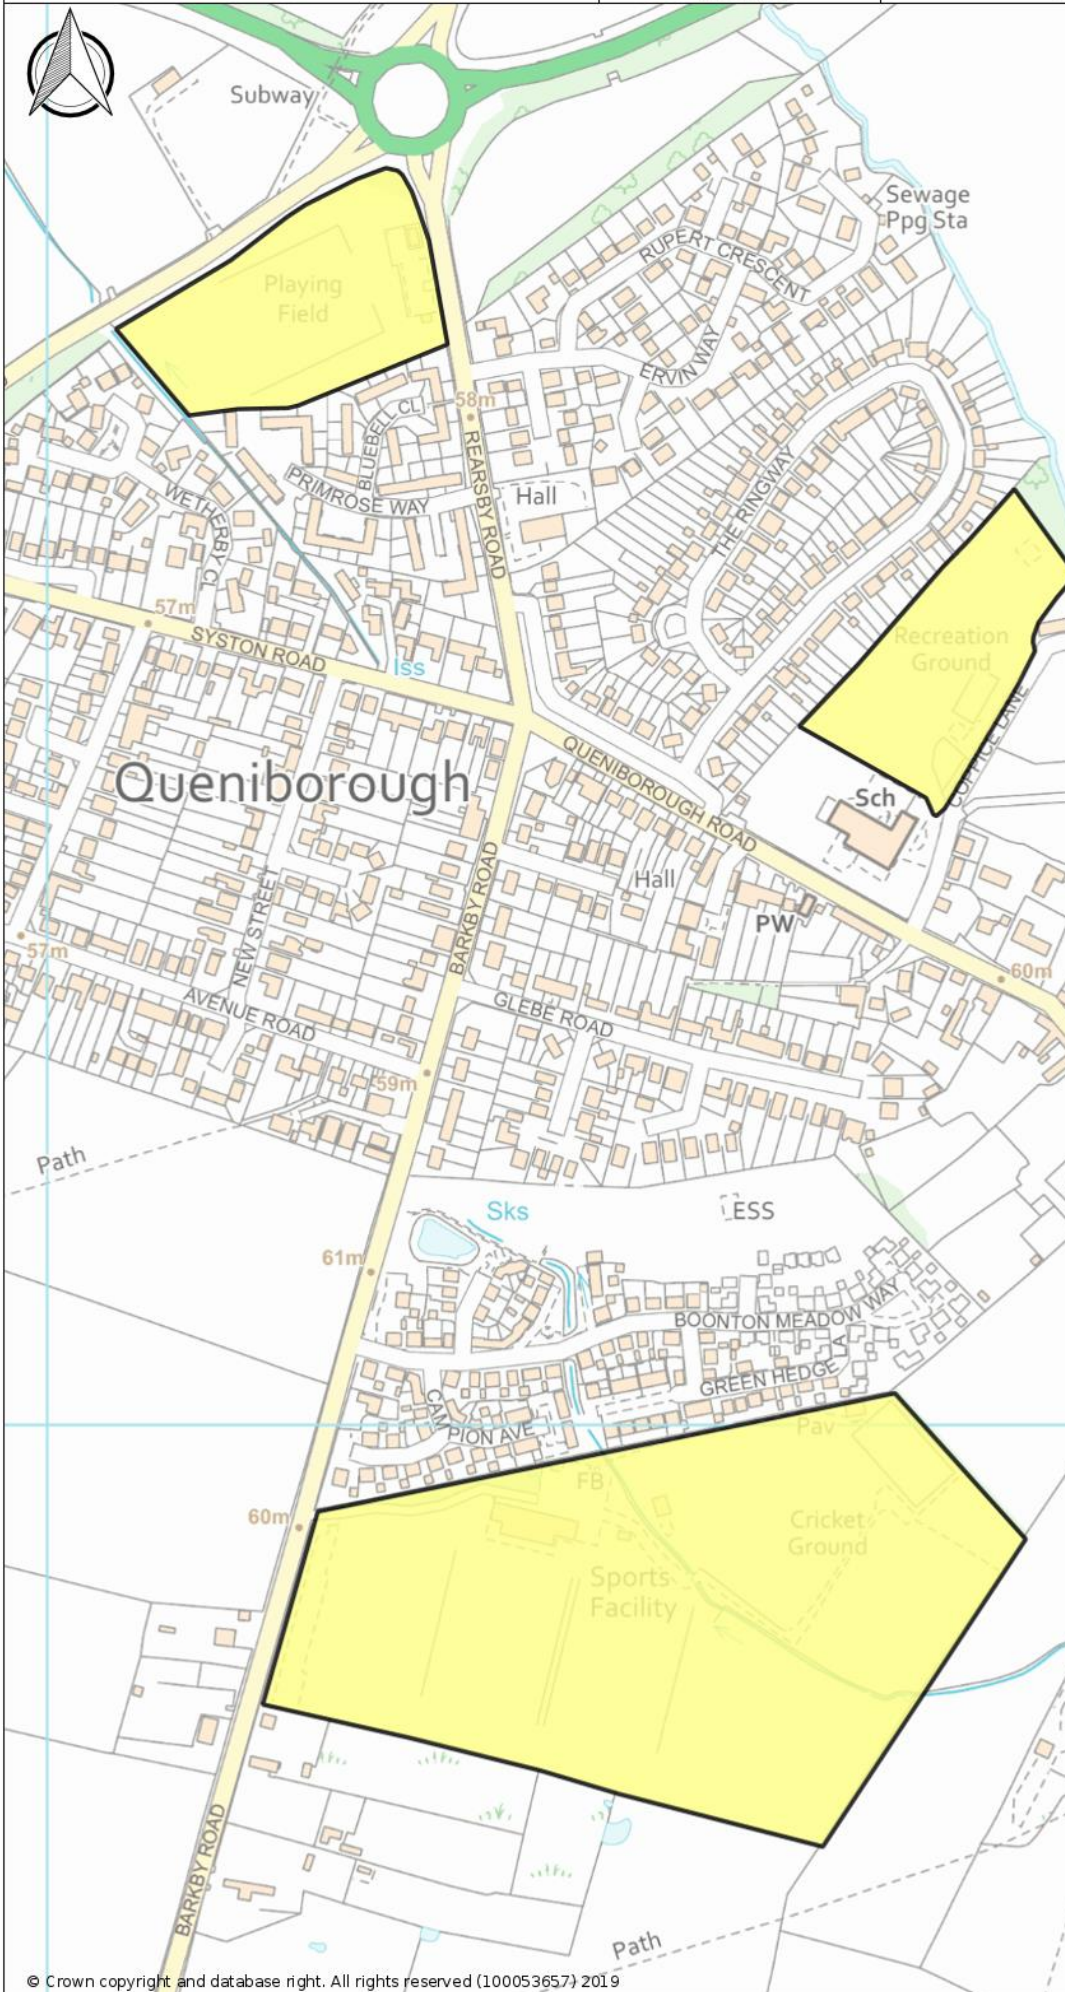 Subway
Sewage
Ppg Sta
RUPERT CRESCENT
Playing
Field
ERVIN WAY
58m
BLUEBELL CL
PRIMROSE WAY
REARSBY ROAD
Hall
THE RINGWAY
WETHERBY CL
57m
SYSTON ROAD
Iss
Recreation
Ground
COPPICE LANE
QUENIBOROUGH ROAD
Queniborough
Sch
BARKBY ROAD
Hall
PW
NEW STREET
57m
60m
AVENUE ROAD
GLEBE ROAD
59m
Path
Sks
ESS
61m
BOONTON MEADOW WAY
GREEN HEDGE LA
CAMPION AVE
Pav
FB
60m
Cricket
Ground
Sports
Facility
BARKBY ROAD
Path
© Crown copyright and database right. All rights reserved (100053657) 2019